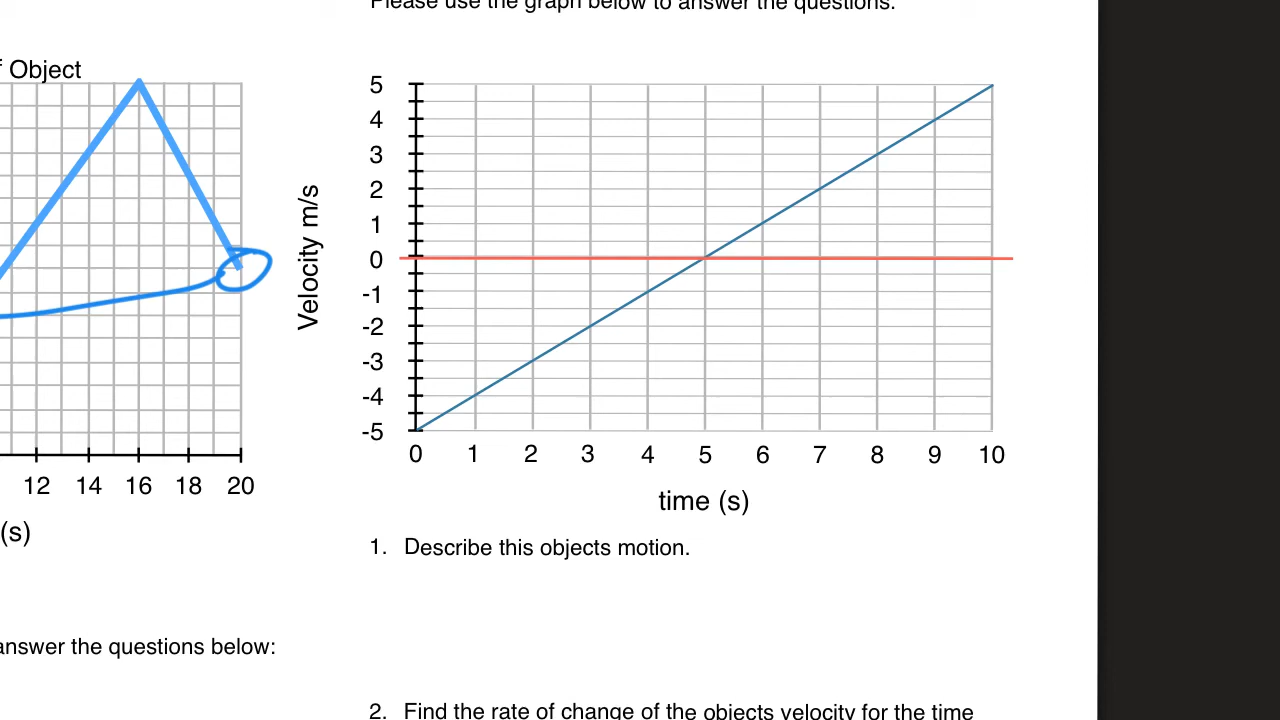 Please use the graph below to answer the questions.
f Object
5
4
3
2
1
0
-1
-2
-3
-4
-5
Velocity m/s
0 1 2 3 4 5 6 7 8 9 10
time (s)
12 14 16 18 20
(s)
1. Describe this objects motion.
answer the questions below:
2. Find the rate of change of the objects velocity for the time